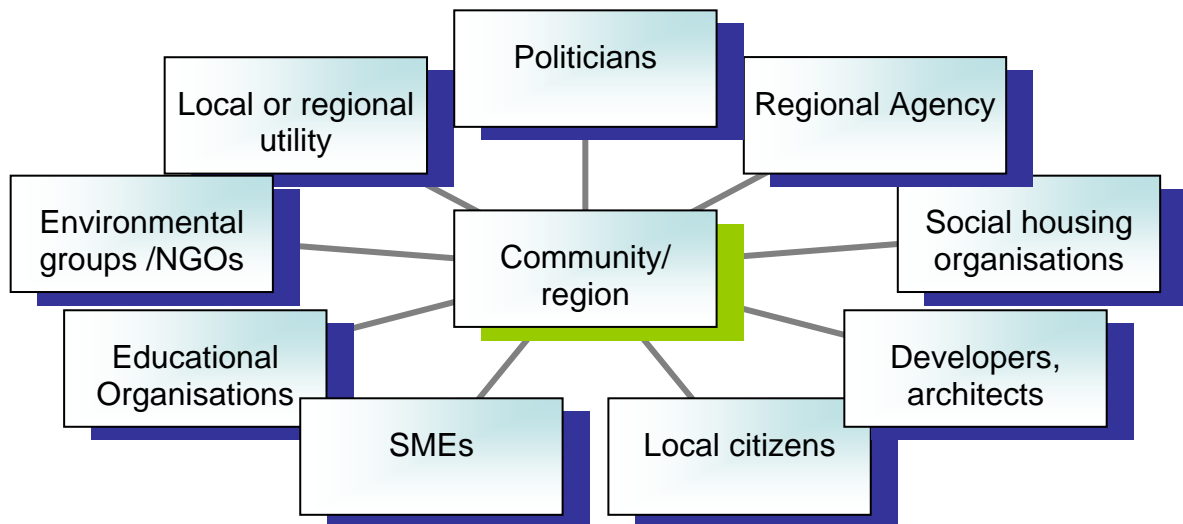 Politicians
Local or regional
utility
Regional Agency
Environmental
groups /NGOs
Community/
region
Social housing
organisations
Educational
Organisations
Developers,
architects
SMEs
Local citizens